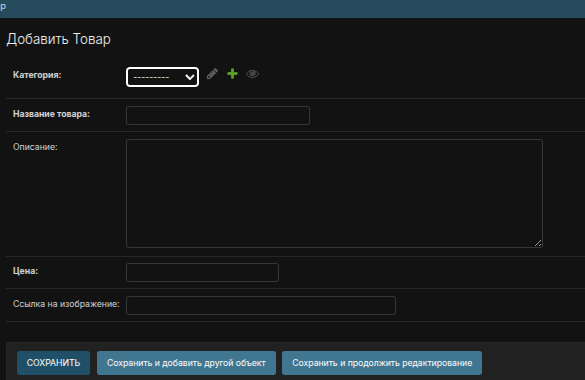 р
Добавить Товар
Категория: ---------
Название товара:
Описание:
Цена:
Ссылка на изображение:
СОХРАНИТЬ Сохранить и добавить другой объект Сохранить и продолжить редактирование